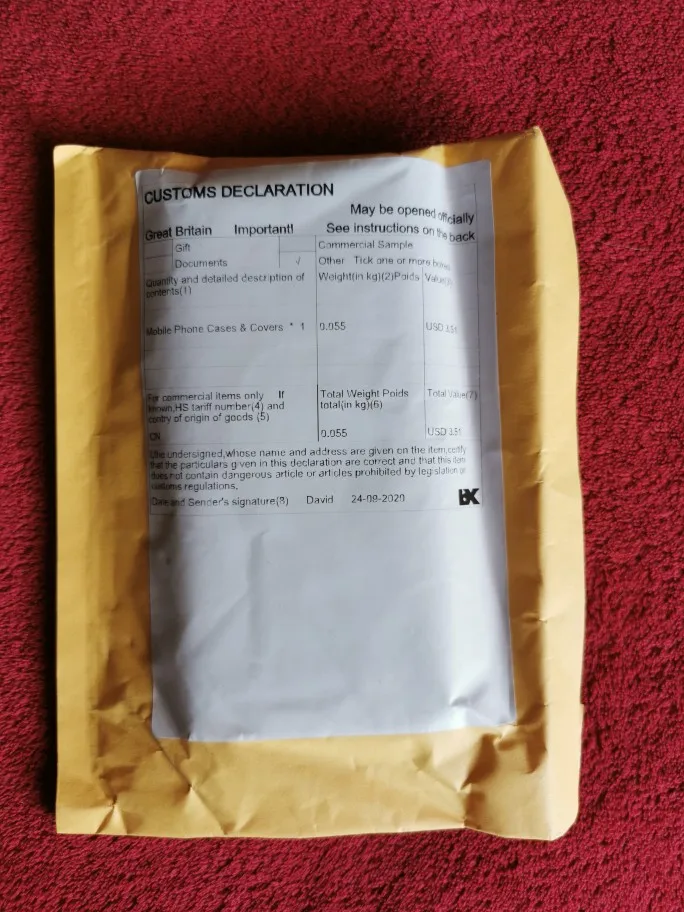 CUSTOMS DECLARATION
May be opened officially
Great Britain Important! See instructions on the back
Gift Commercial Sample
Documents √ Other Tick one or more boxes
Quantity and detailed description of contents(1) Weight(in kg)(2)Poids Value(3)
Mobile Phone Cases & Covers * 1 0.055 USD 3.51
For commercial items only If Total Weight Poids Total Value(7)
known,HS tariff number(4) and total(in kg)(6)
contry of origin of goods (5)
CN 0.055 USD 3.51
I,the undersigned,whose name and address are given on the item,certify
that the particulars given in this declaration are correct and that this item
does not contain dangerous article or articles prohibited by legislation or
customs regulations.
Date and Sender's signature(8) David 24-09-2020